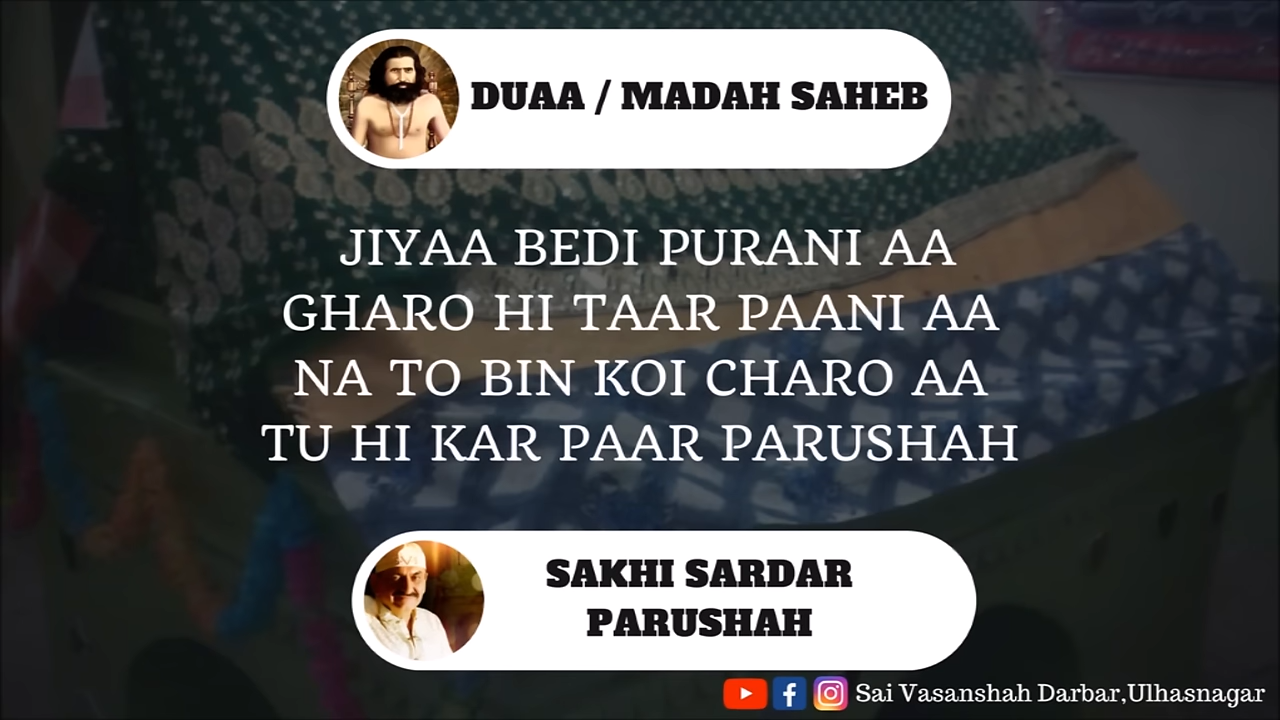 DUAA / MADAH SAHEB
JIYAA BEDI PURANI AA
GHARO HI TAAR PAANI AA
NA TO BIN KOI CHARO AA
TU HI KAR PAAR PARUSHAH
SAKHI SARDAR
PARUSHAH
Sai Vasanshah Darbar,Ulhasnagar